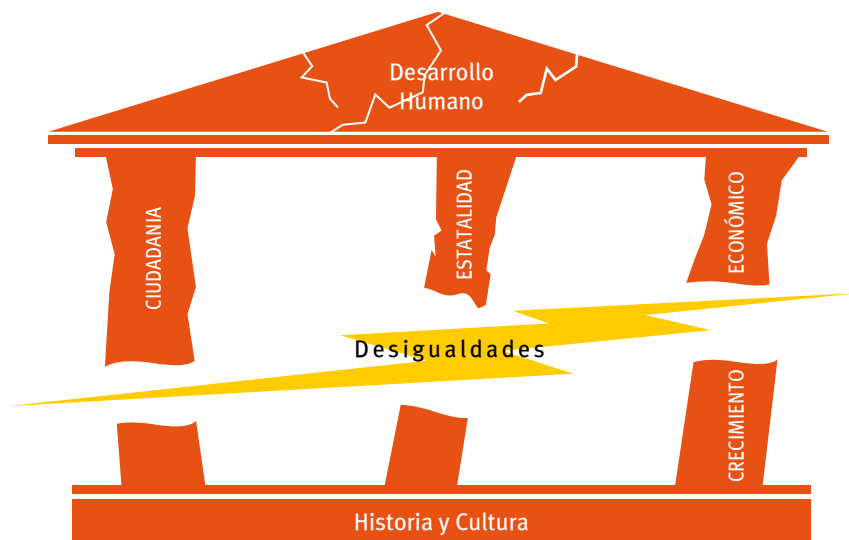 Desarrollo
Humano
CIUDADANIA
ESTATALIDAD
ECONÓMICO
Desigualdades
CRECIMIENTO
Historia y Cultura